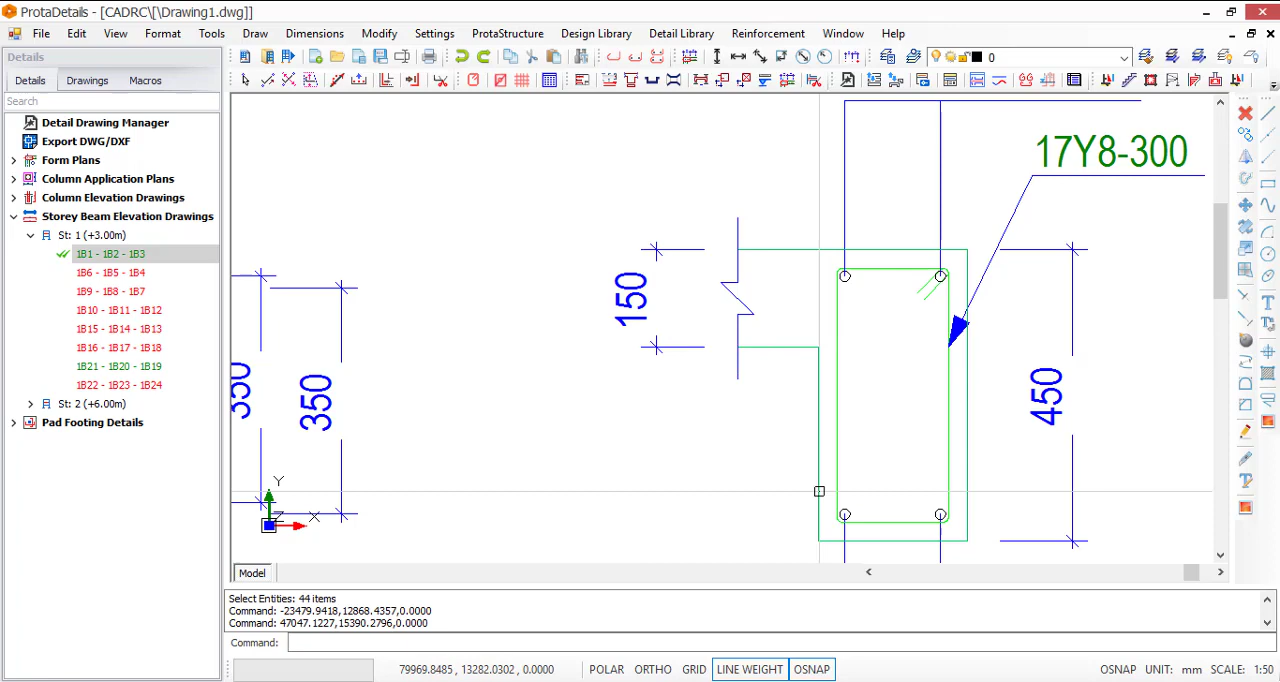 ProtaDetails - [CADRC\[\Drawing1.dwg]]
File Edit View Format Tools Draw Dimensions Modify Settings ProtaStructure Design Library Detail Library Reinforcement Window Help
Details
0
Details Drawings Macros
Search
Detail Drawing Manager
Export DWG/DXF
Form Plans
Column Application Plans
Column Elevation Drawings
Storey Beam Elevation Drawings
St: 1 (+3.00m)
1B1 - 1B2 - 1B3
1B6 - 1B5 - 1B4
1B9 - 1B8 - 1B7
1B10 - 1B11 - 1B12
1B15 - 1B14 - 1B13
1B16 - 1B17 - 1B18
1B21 - 1B20 - 1B19
1B22 - 1B23 - 1B24
St: 2 (+6.00m)
Pad Footing Details
17Y8-300
150
450
350
350
Y
X
Model
Select Entities: 44 items
Command: -23479.9418,12868.4357,0.0000
Command: 47047.1227,15390.2796,0.0000
Command:
79969.8485 , 13282.0302 , 0.0000 POLAR ORTHO GRID LINE WEIGHT OSNAP OSNAP UNIT: mm SCALE: 1:50